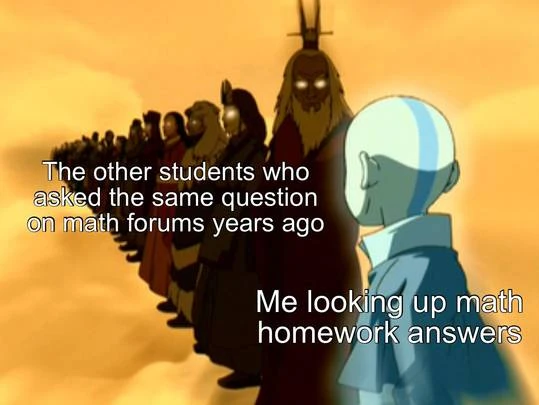 The other students who
asked the same question
on math forums years ago
Me looking up math
homework answers